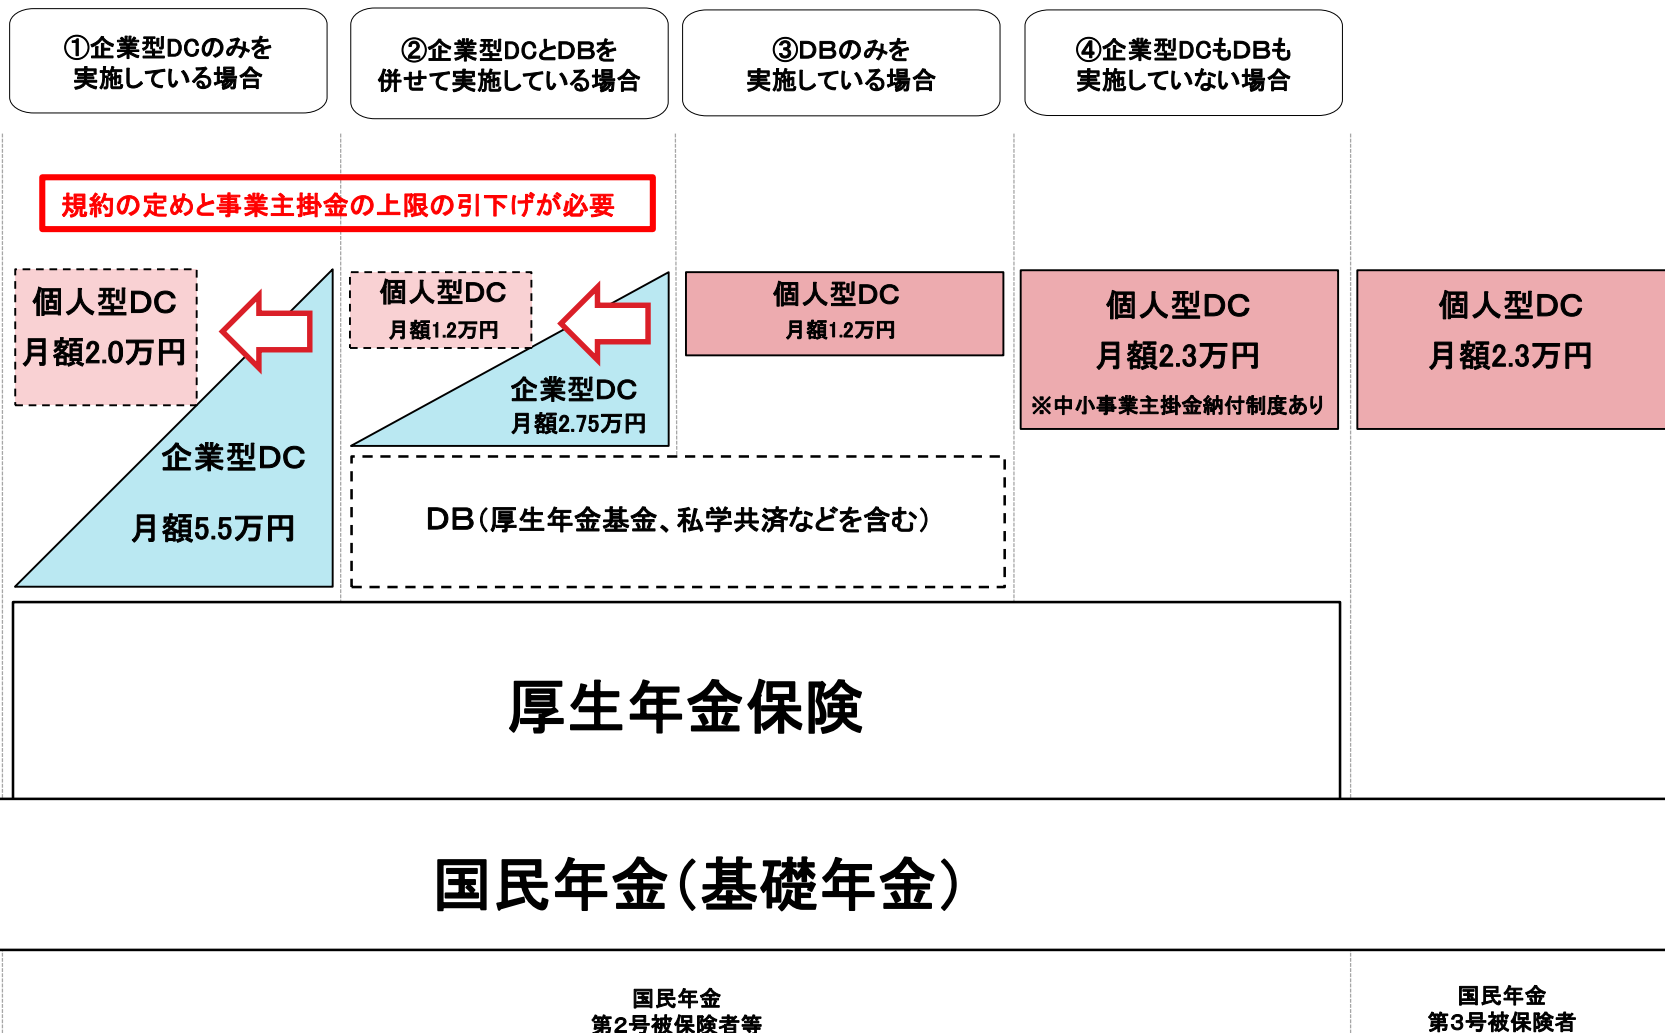 ①企業型DCのみを
実施している場合
②企業型DCとDBを
併せて実施している場合
③DBのみを
実施している場合
④企業型DCもDBも
実施していない場合
規約の定めと事業主掛金の上限の引下げが必要
個人型DC
月額2.0万円
企業型DC
月額5.5万円
個人型DC
月額1.2万円
企業型DC
月額2.75万円
個人型DC
月額1.2万円
個人型DC
月額2.3万円
※中小事業主掛金納付制度あり
個人型DC
月額2.3万円
DB(厚生年金基金、私学共済などを含む)
厚生年金保険
国民年金(基礎年金)
国民年金
第2号被保険者等
国民年金
第3号被保険者